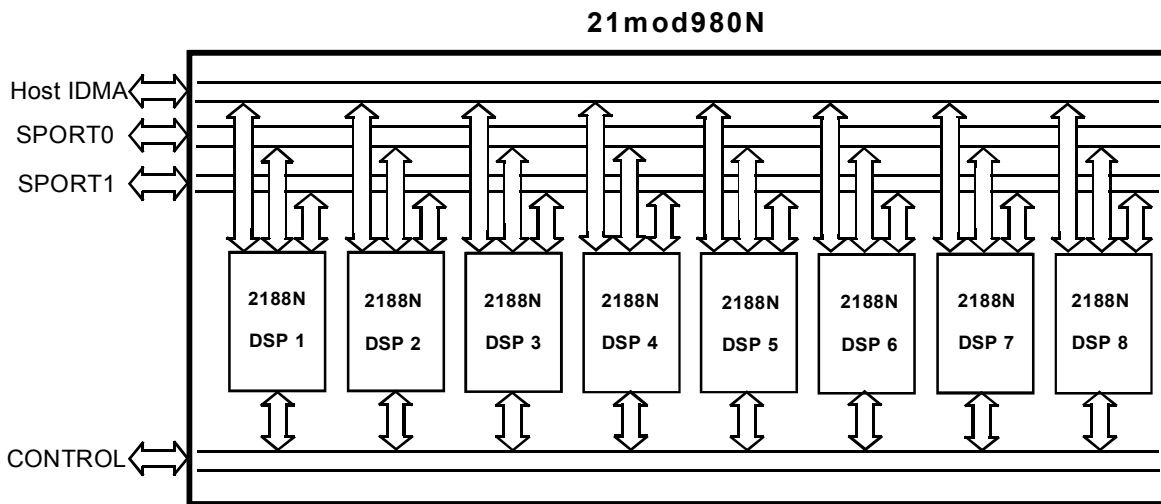 21mod980N
Host IDMA
SPORT0
SPORT1
2188N 2188N 2188N 2188N 2188N 2188N 2188N 2188N
DSP 1 DSP 2 DSP 3 DSP 4 DSP 5 DSP 6 DSP 7 DSP 8
CONTROL